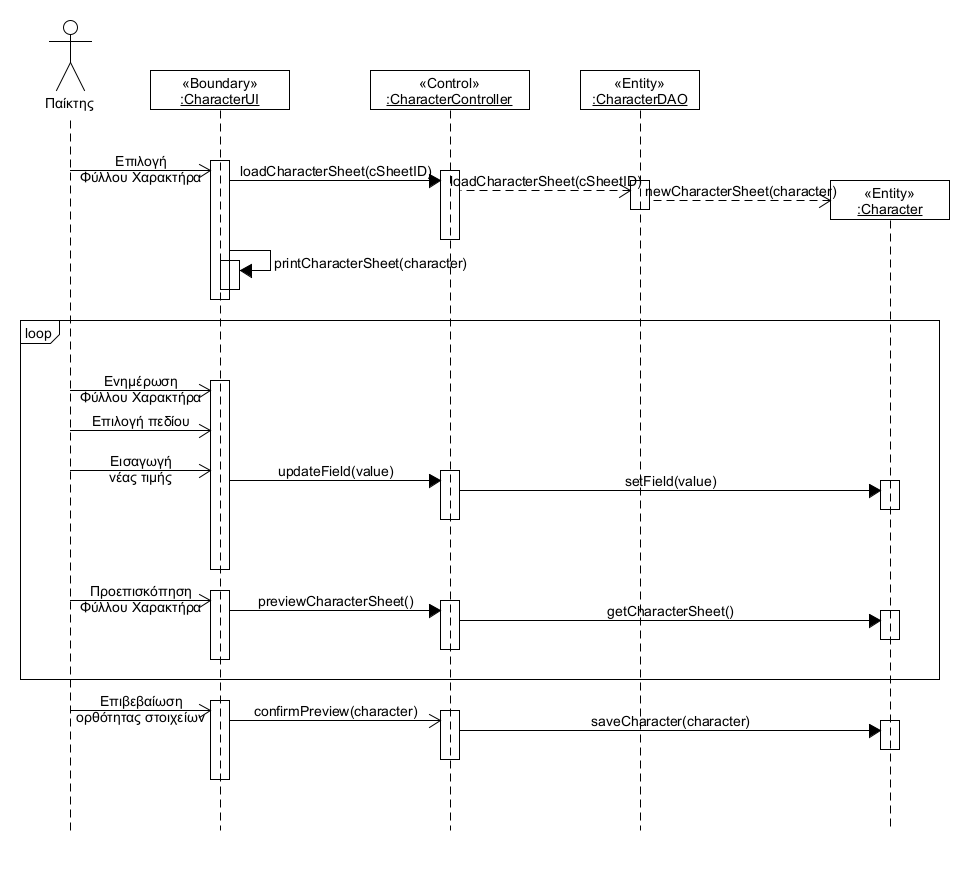 Παίκτης
«Boundary»
:CharacterUI
«Control»
:CharacterController
«Entity»
:CharacterDAO
Επιλογή
Φύλλου Χαρακτήρα
loadCharacterSheet(cSheetID)
loadCharacterSheet(cSheetID)
newCharacterSheet(character)
«Entity»
:Character
printCharacterSheet(character)
loop
Ενημέρωση
Φύλλου Χαρακτήρα
Επιλογή πεδίου
Εισαγωγή
νέας τιμής
updateField(value)
setField(value)
Προεπισκόπηση
Φύλλου Χαρακτήρα
previewCharacterSheet()
getCharacterSheet()
Επιβεβαίωση
ορθότητας στοιχείων
confirmPreview(character)
saveCharacter(character)